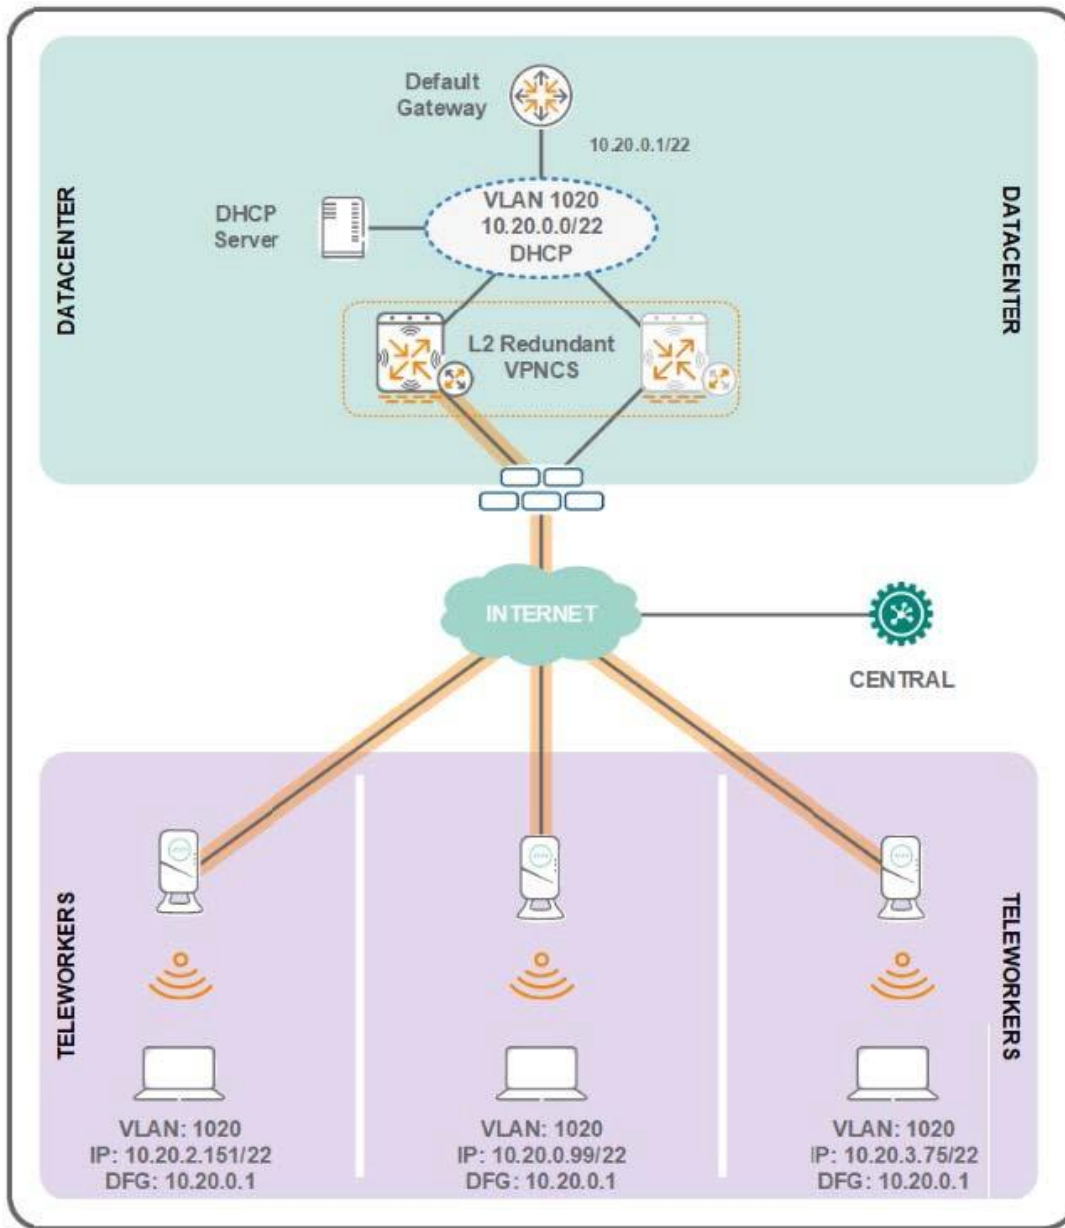 Default
Gateway
10.20.0.1/22
DATACENTER
DATACENTER
DHCP
Server
VLAN 1020
10.20.0.0/22
DHCP
L2 Redundant
VPNCS
INTERNET
CENTRAL
TELEWORKERS
TELEWORKERS
VLAN: 1020
IP: 10.20.2.151/22
DFG: 10.20.0.1
VLAN: 1020
IP: 10.20.0.99/22
DFG: 10.20.0.1
VLAN: 1020
IP: 10.20.3.75/22
DFG: 10.20.0.1